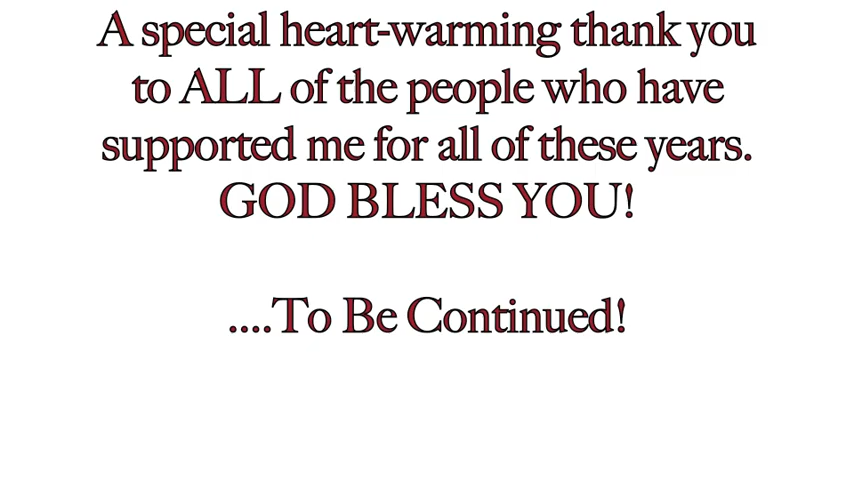 A special heart-warming thank you
to ALL of the people who have
supported me for all of these years.
GOD BLESS YOU!
....To Be Continued!